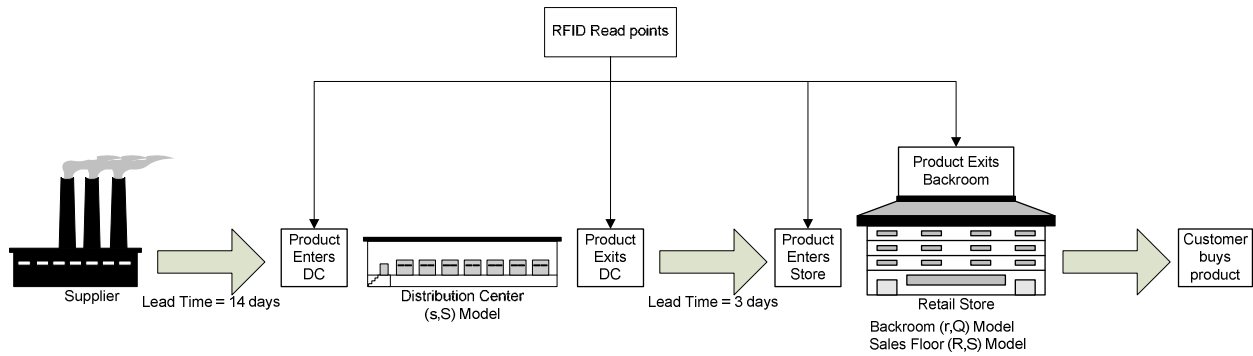 RFID Read points
Product Exits
Backroom
Product
Enters
DC
Product
Exits
DC
Product
Enters
Store
Customer
buys
product
Supplier
Lead Time = 14 days
Distribution Center
(s,S) Model
Lead Time = 3 days
Retail Store
Backroom (r,Q) Model
Sales Floor (R,S) Model